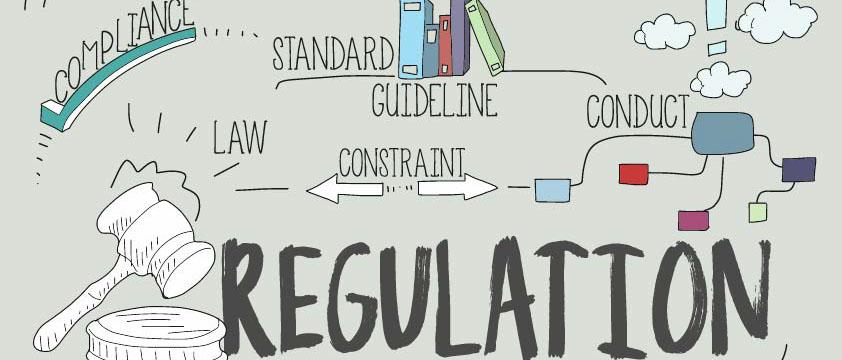 COMPLIANCE
STANDARD
GUIDELINE
CONDUCT
LAW
CONSTRAINT
REGULATION